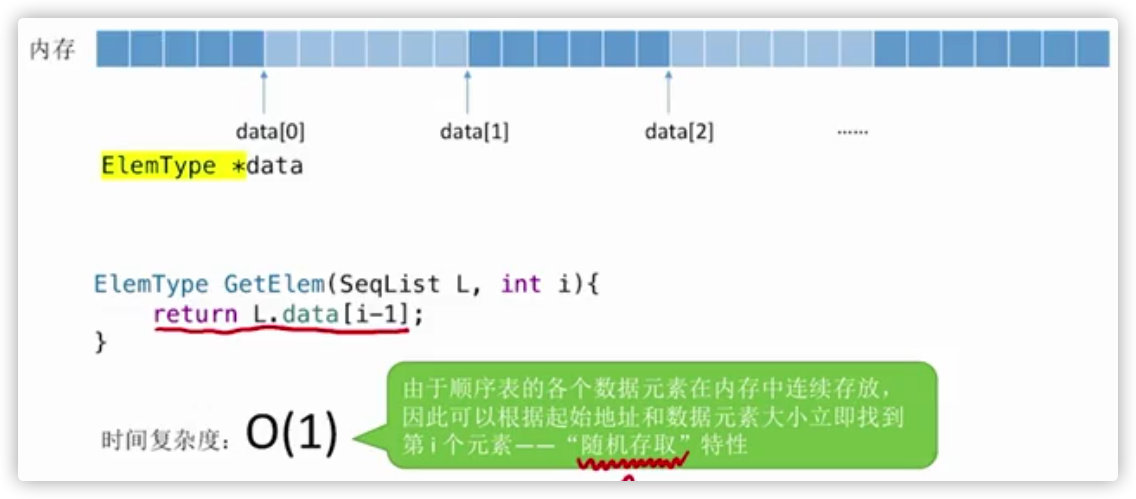 内存
data[0] data[1] data[2] ……
ElemType *data
ElemType GetElem(SeqList L, int i){
return L.data[i-1];
}
由于顺序表的各个数据元素在内存中连续存放，
因此可以根据起始地址和数据元素大小立即找到
第 i 个元素——“随机存取”特性
时间复杂度：O(1)